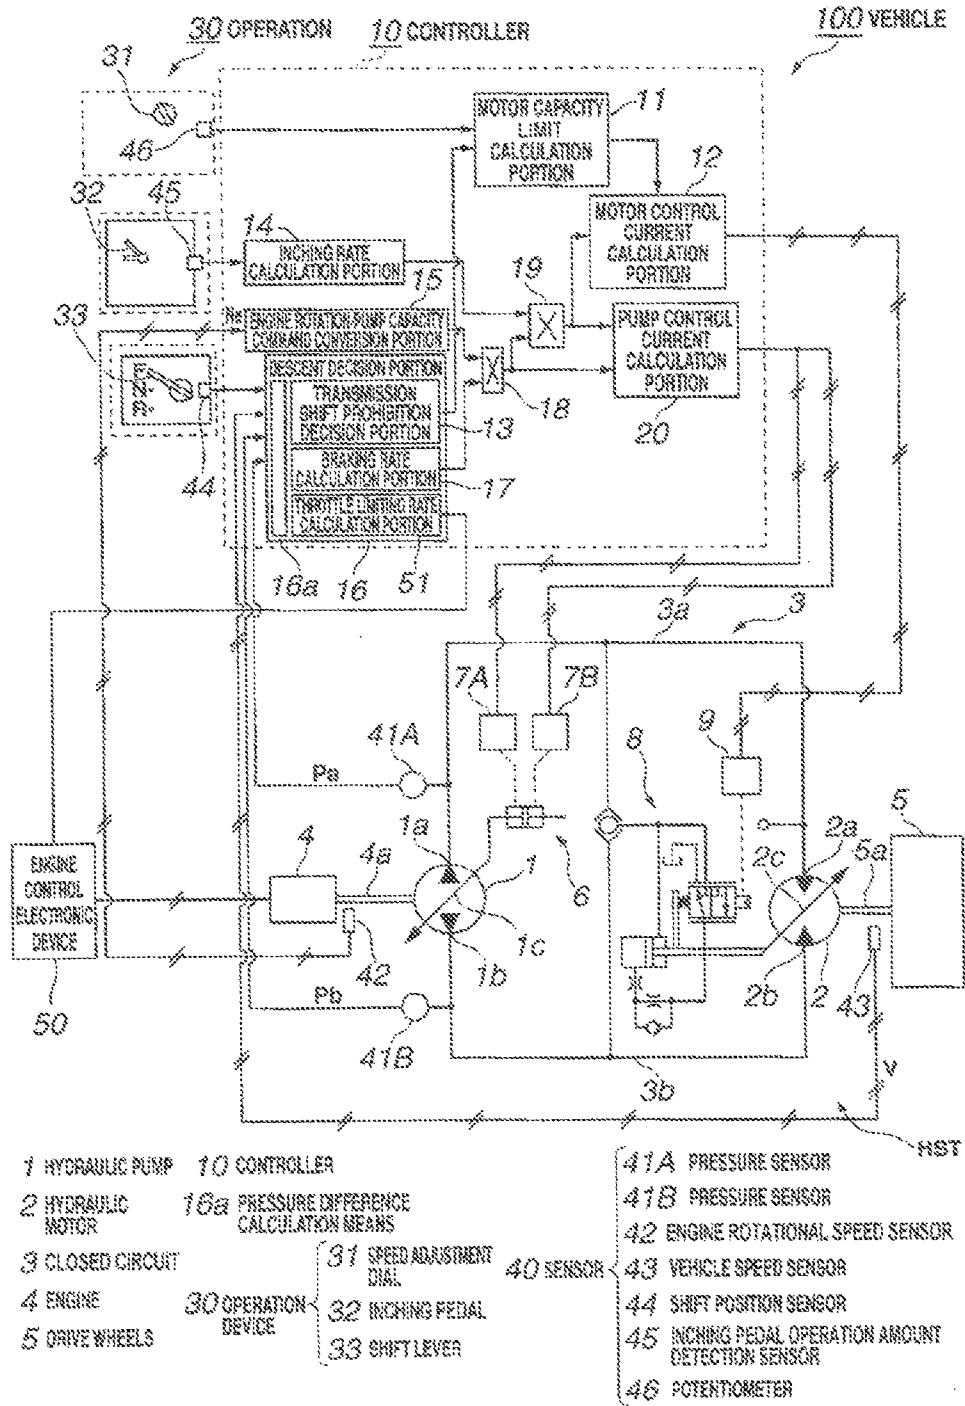 30 OPERATION
10 CONTROLLER
100 VEHICLE
31
46
11
MOTOR CAPACITY
LIMIT
CALCULATION
PORTION
12
MOTOR CONTROL
CURRENT
CALCULATION
PORTION
32
45
14
INCHING RATE
CALCULATION PORTION
15
Ne
ENGINE ROTATION-PUMP CAPACITY
COMMAND CONVERSION PORTION
19
18
PUMP CONTROL
CURRENT
CALCULATION
PORTION
20
33
44
DESCENT DECISION PORTION
TRANSMISSION
SHIFT PROHIBITION
DECISION PORTION
13
BRAKING RATE
CALCULATION PORTION
17
THROTTLE LIMITING RATE
CALCULATION PORTION
16a
16
51
3a
3
7A
7B
41A
Pa
8
9
5
4
4a
1a
1
6
2c
2a
5a
ENGINE
CONTROL
ELECTRONIC
DEVICE
50
42
1c
1b
2b
2
43
Pb
41B
3b
V
HST
1 HYDRAULIC PUMP
2 HYDRAULIC
MOTOR
3 CLOSED CIRCUIT
4 ENGINE
5 DRIVE WHEELS
10 CONTROLLER
16a PRESSURE DIFFERENCE
CALCULATION MEANS
30 OPERATION
DEVICE
31 SPEED ADJUSTMENT
DIAL
32 INCHING PEDAL
33 SHIFT LEVER
40 SENSOR
41A PRESSURE SENSOR
41B PRESSURE SENSOR
42 ENGINE ROTATIONAL SPEED SENSOR
43 VEHICLE SPEED SENSOR
44 SHIFT POSITION SENSOR
45 INCHING PEDAL OPERATION AMOUNT
DETECTION SENSOR
46 POTENTIOMETER